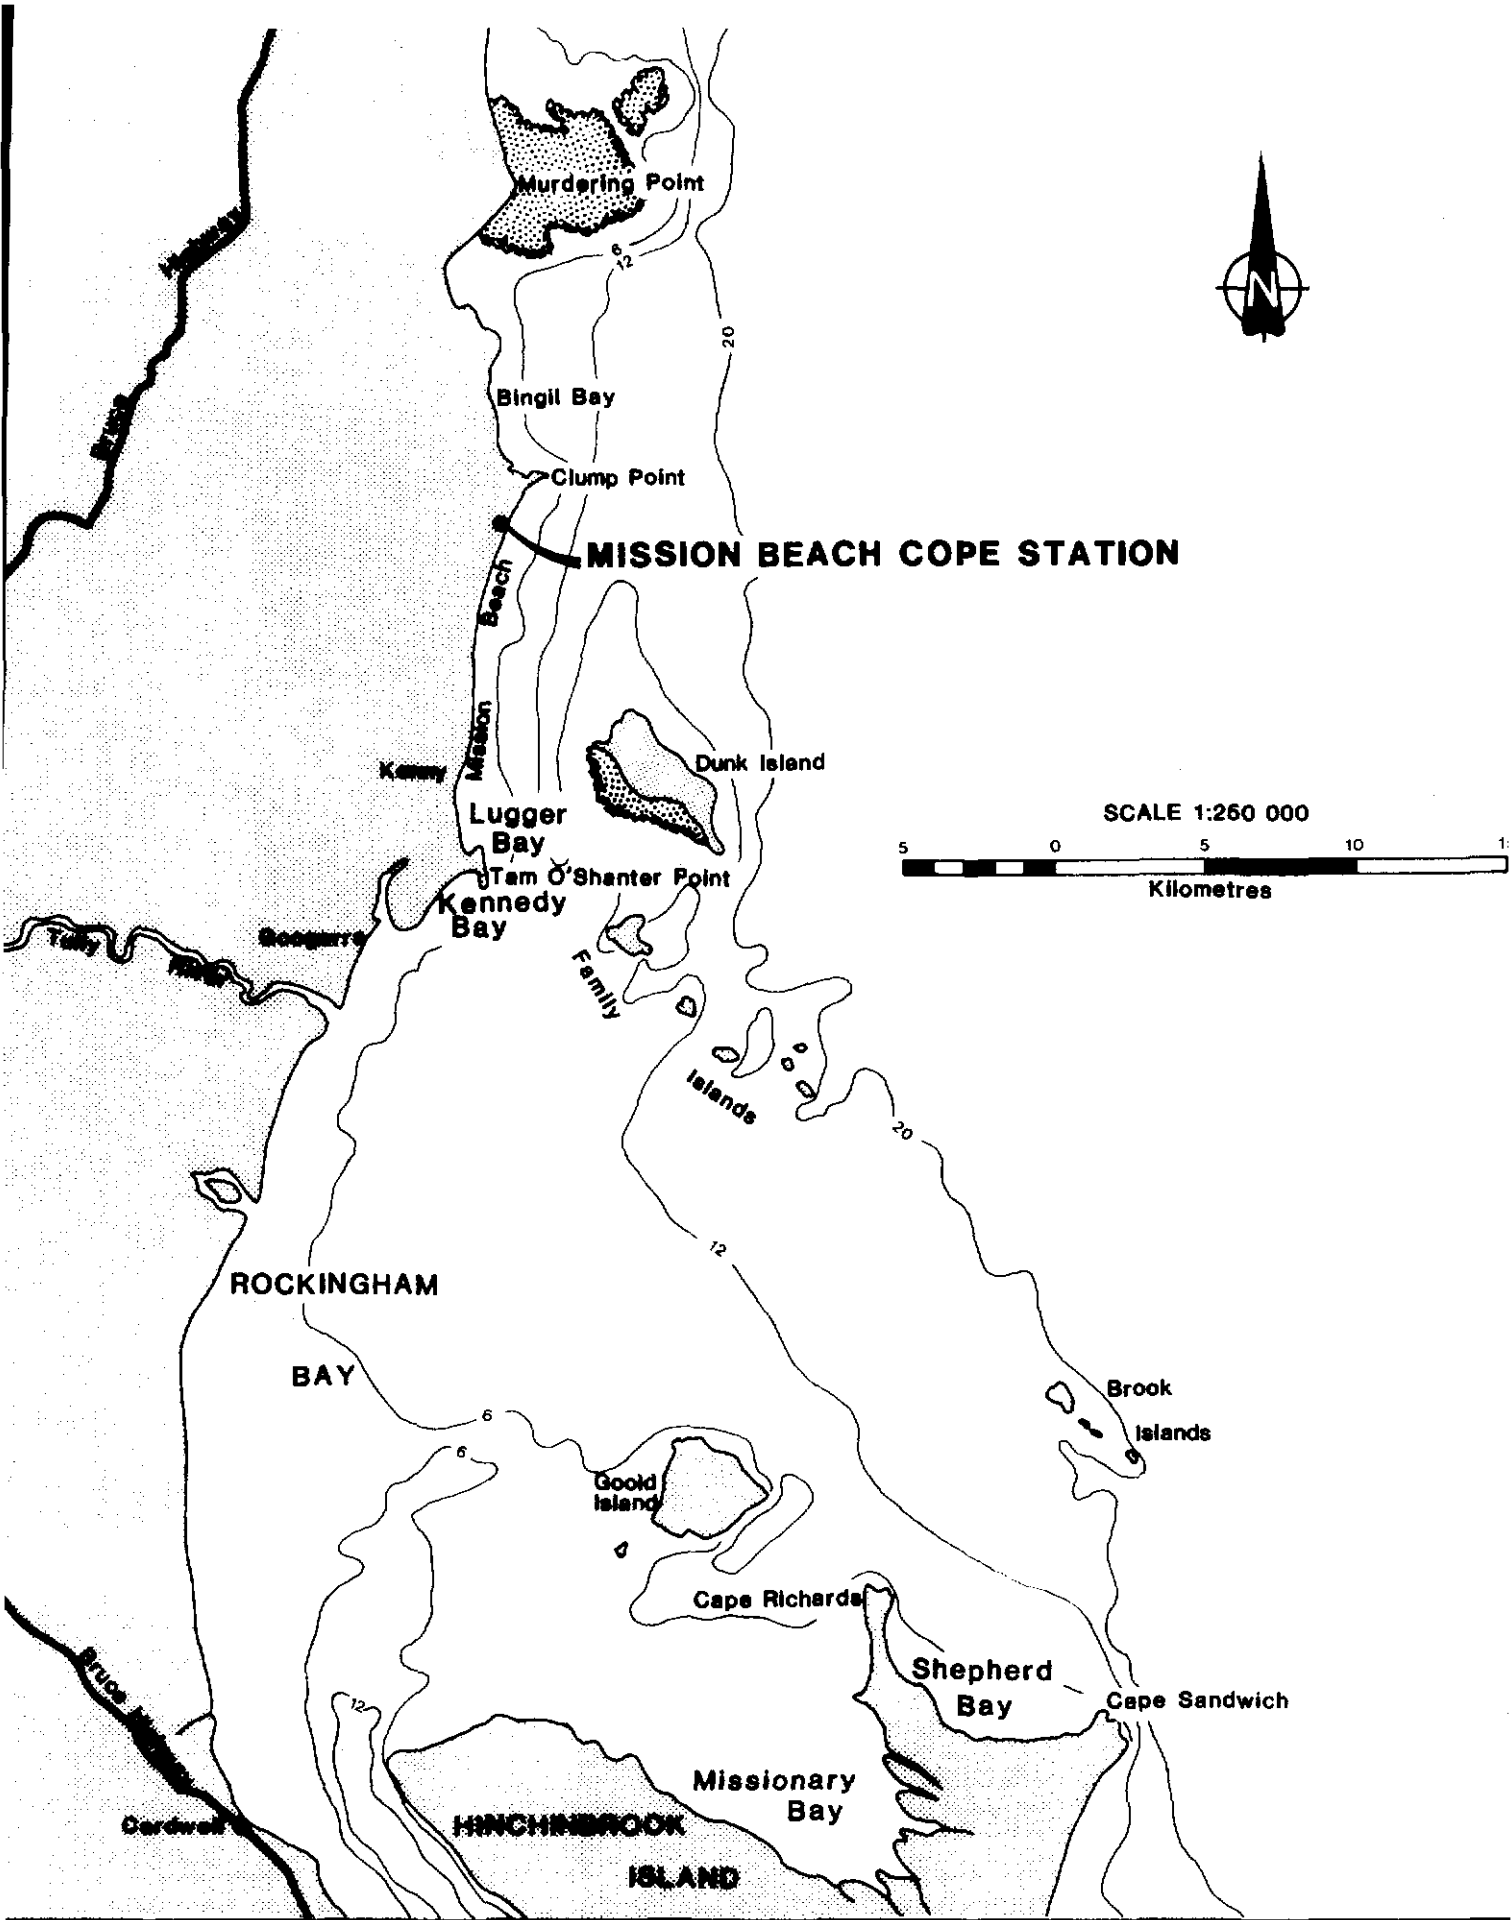 Murdering Point
6
12
N
Highway
20
Bruce
Bingil Bay
Clump Point
MISSION BEACH COPE STATION
Mission Beach
Dunk Island
Kenny
Lugger
Bay
SCALE 1:250 000
5 0 5 10
Kilometres
Tam O'Shanter Point
Kennedy
Bay
Googarra
Tully
River
Family
Islands
20
12
ROCKINGHAM
BAY
Brook
Islands
6
6
Goold
Island
Cape Richards
Shepherd
Bay
Cape Sandwich
Bruce Highway
12
Missionary
Bay
Cardwell
HINCHINBROOK
ISLAND